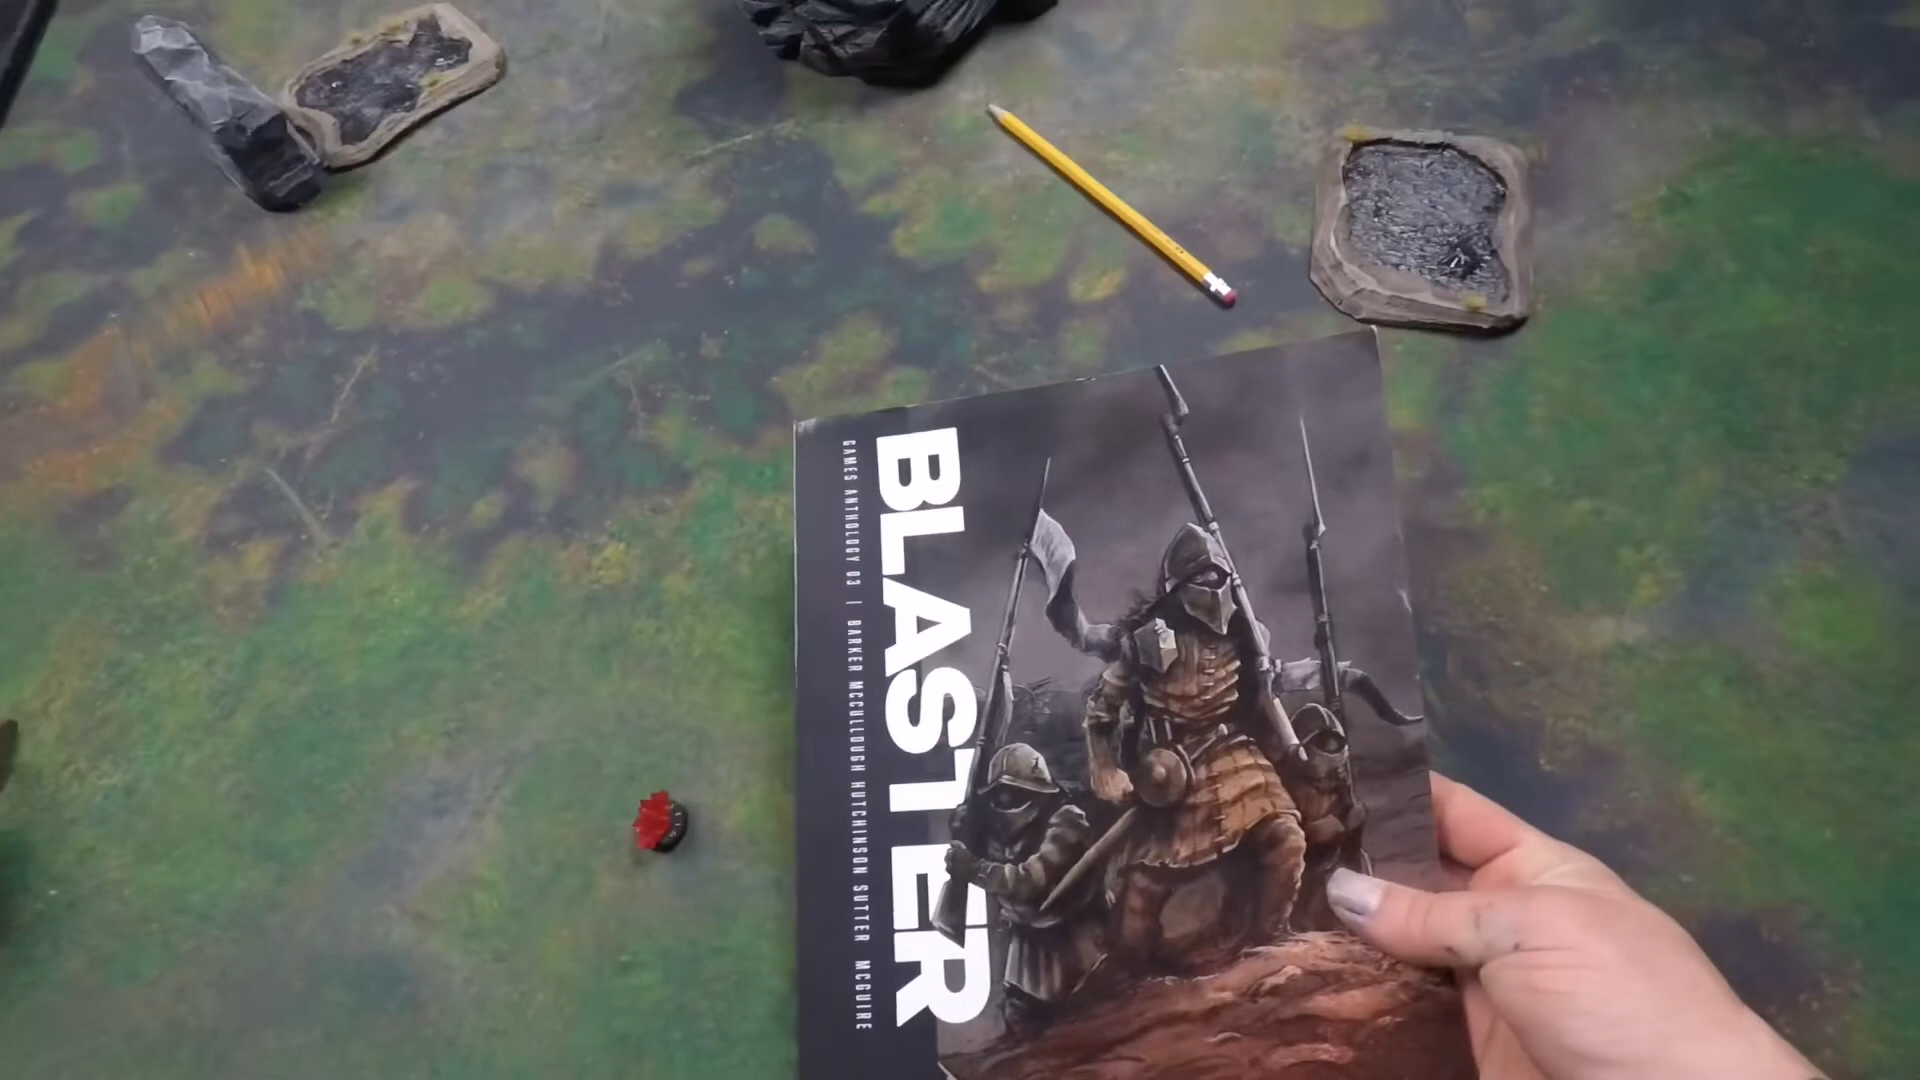 BLASTER
GAMES ANTHOLOGY 03 | BARKER MCCULLOUGH HUTCHINSON SUTTER MCGUIRE